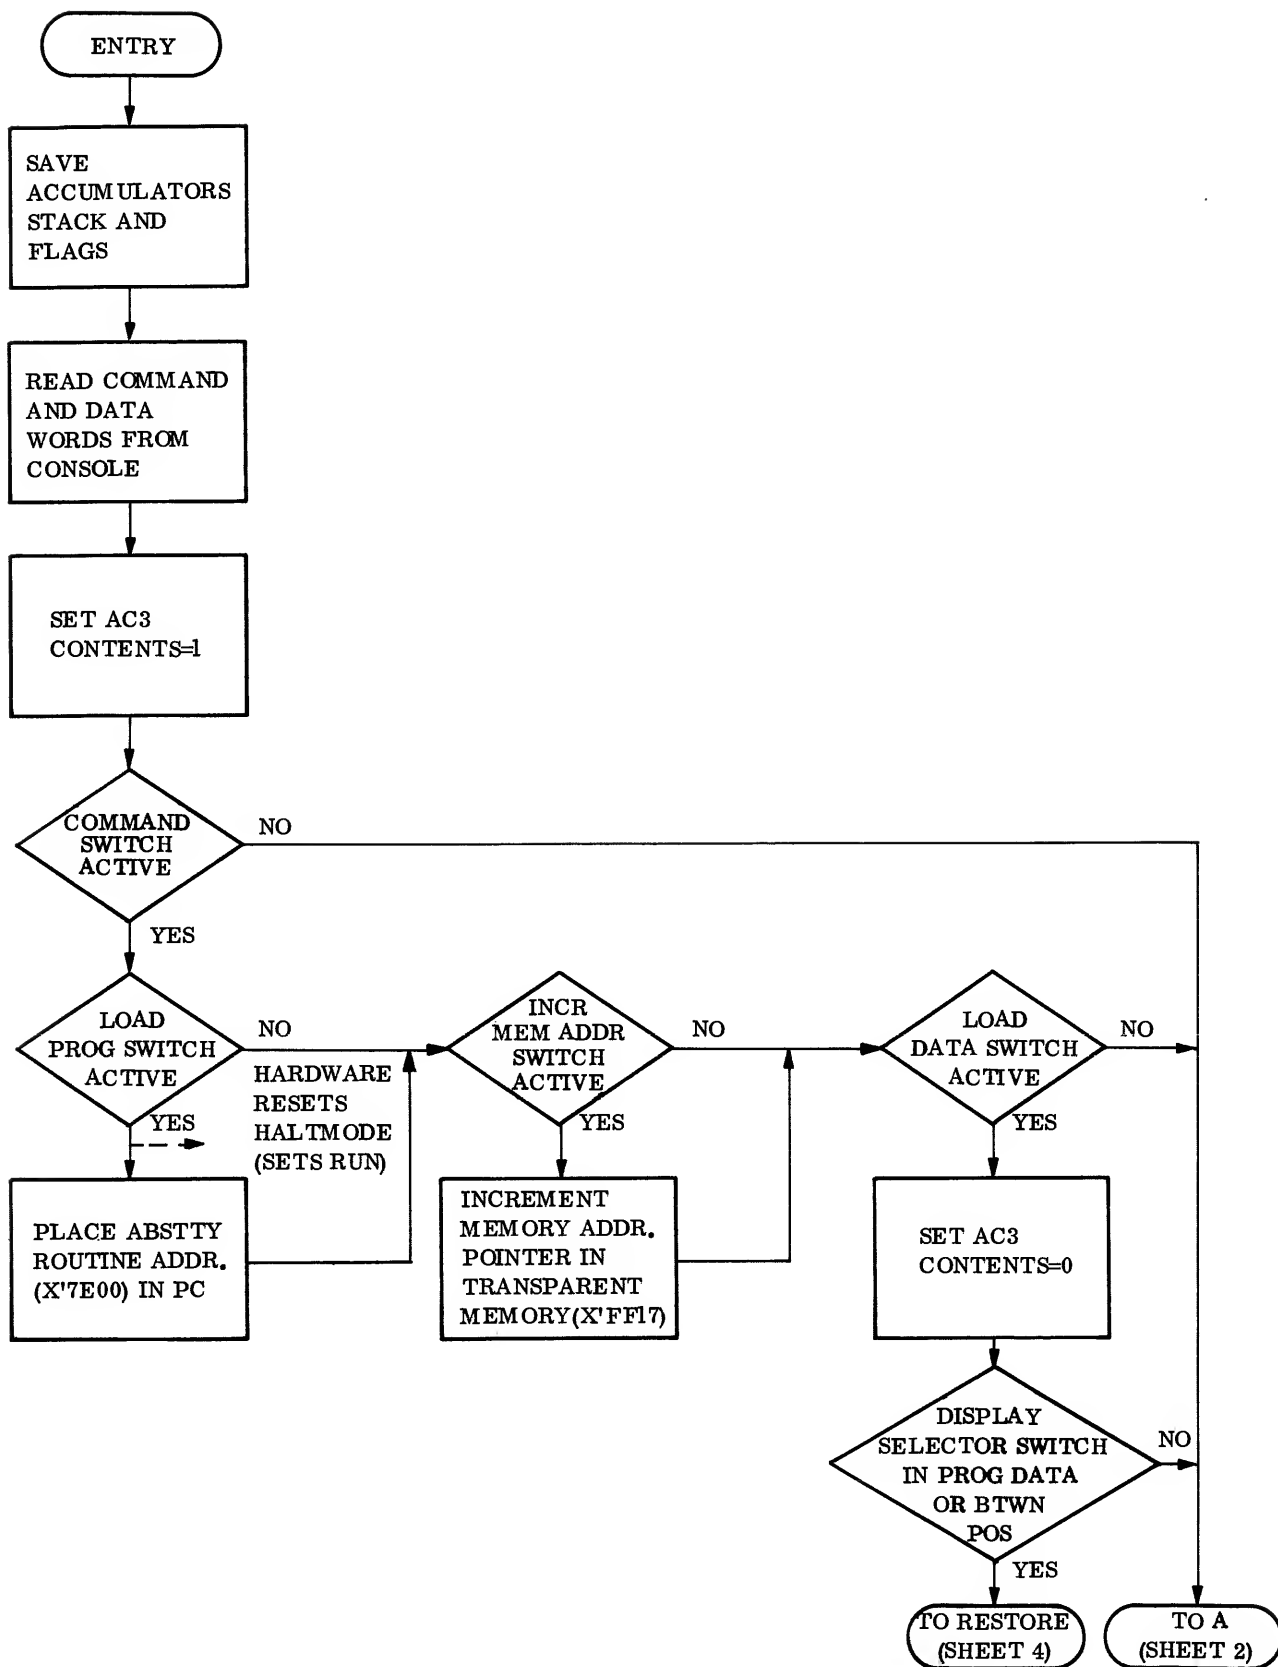 ENTRY
SAVE
ACCUMULATORS
STACK AND
FLAGS
READ COMMAND
AND DATA
WORDS FROM
CONSOLE
SET AC3
CONTENTS=1
COMMAND
SWITCH
ACTIVE
NO
YES
LOAD
PROG SWITCH
ACTIVE
NO
YES
HARDWARE
RESETS
HALTMODE
(SETS RUN)
PLACE ABSTTY
ROUTINE ADDR.
(X'7E00) IN PC
INCR
MEM ADDR
SWITCH
ACTIVE
NO
YES
INCREMENT
MEMORY ADDR.
POINTER IN
TRANSPARENT
MEMORY(X'FF17)
LOAD
DATA SWITCH
ACTIVE
NO
YES
SET AC3
CONTENTS=0
DISPLAY
SELECTOR SWITCH
IN PROG DATA
OR BTWN
POS
NO
YES
TO RESTORE
(SHEET 4)
TO A
(SHEET 2)